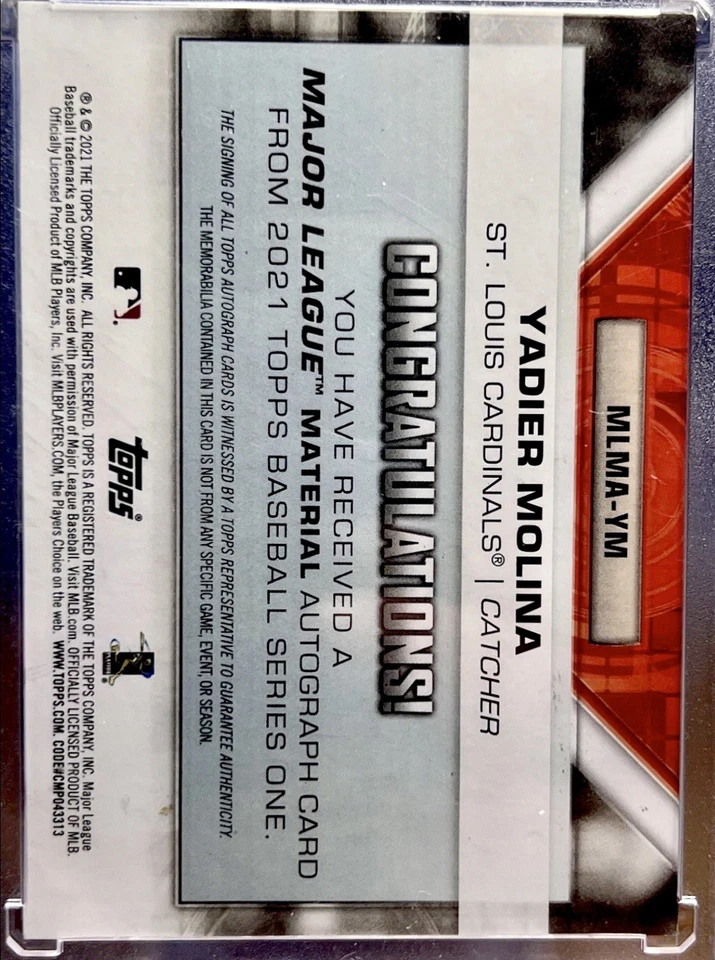 MLMA-YM
YADIER MOLINA
ST. LOUIS CARDINALS® | CATCHER
CONGRATULATIONS!
YOU HAVE RECEIVED A
MAJOR LEAGUE™ MATERIAL AUTOGRAPH CARD
FROM 2021 TOPPS BASEBALL SERIES ONE.
THE SIGNING OF ALL TOPPS AUTOGRAPH CARDS IS WITNESSED BY A TOPPS REPRESENTATIVE TO GUARANTEE AUTHENTICITY.
THE MEMORABILIA CONTAINED IN THIS CARD IS NOT FROM ANY SPECIFIC GAME, EVENT, OR SEASON.
topps®
® & © 2021 THE TOPPS COMPANY, INC. ALL RIGHTS RESERVED. TOPPS IS A REGISTERED TRADEMARK OF THE TOPPS COMPANY, INC. Major League
Baseball trademarks and copyrights are used with permission of Major League Baseball. Visit MLB.com. OFFICIALLY LICENSED PRODUCT OF MLB.
Officially Licensed Product of MLB Players, Inc. Visit MLBPLAYERS.COM, the Players Choice on the web. WWW.TOPPS.COM. CODE#CMP043313